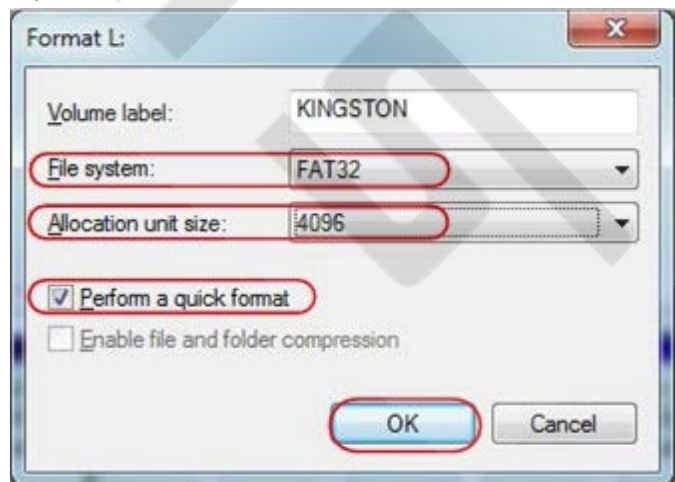 Format L:
Volume label: KINGSTON
File system: FAT32
Allocation unit size: 4096
Perform a quick format
Enable file and folder compression
OK Cancel